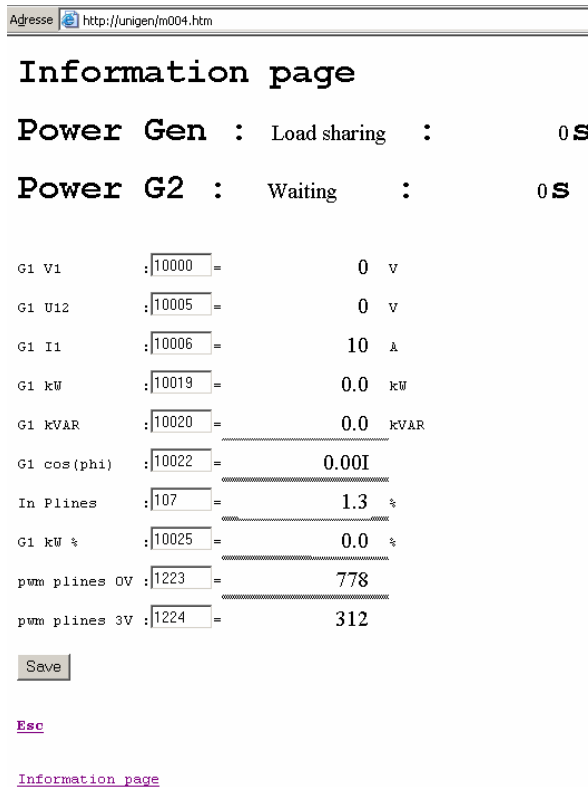 Adresse http://unigen/m004.htm
Information page
Power Gen : Load sharing : 0 s
Power G2 : Waiting : 0 s
G1 V1 :10000 = 0 V
G1 U12 :10005 = 0 V
G1 I1 :10006 = 10 A
G1 kW :10019 = 0.0 kW
G1 kVAR :10020 = 0.0 kVAR
G1 cos(phi) :10022 = 0.00I
In Plines :107 = 1.3 %
G1 kW % :10025 = 0.0 %
pwm plines 0V :1223 = 778
pwm plines 3V :1224 = 312
Save
Esc
Information page